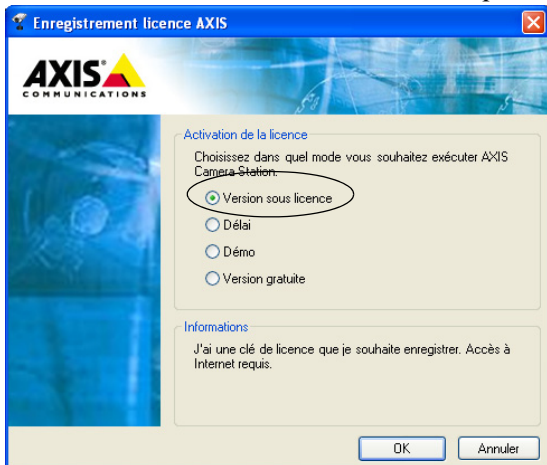 Enregistrement licence AXIS
AXIS
COMMUNICATIONS
Activation de la licence
Choisissez dans quel mode vous souhaitez exécuter AXIS
Camera Station.
Version sous licence
Délai
Démo
Version gratuite
Informations
J'ai une clé de licence que je souhaite enregistrer. Accès à
Internet requis.
OK
Annuler